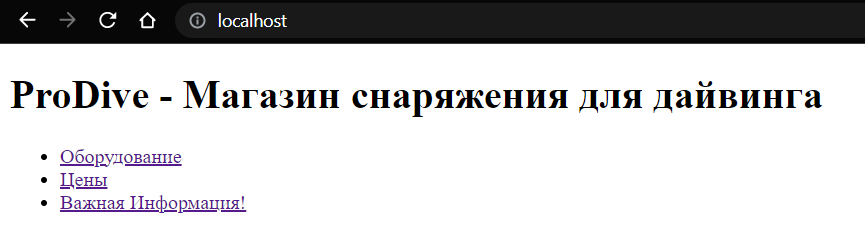 localhost
ProDive - Магазин снаряжения для дайвинга
Оборудование
Цены
Важная Информация!